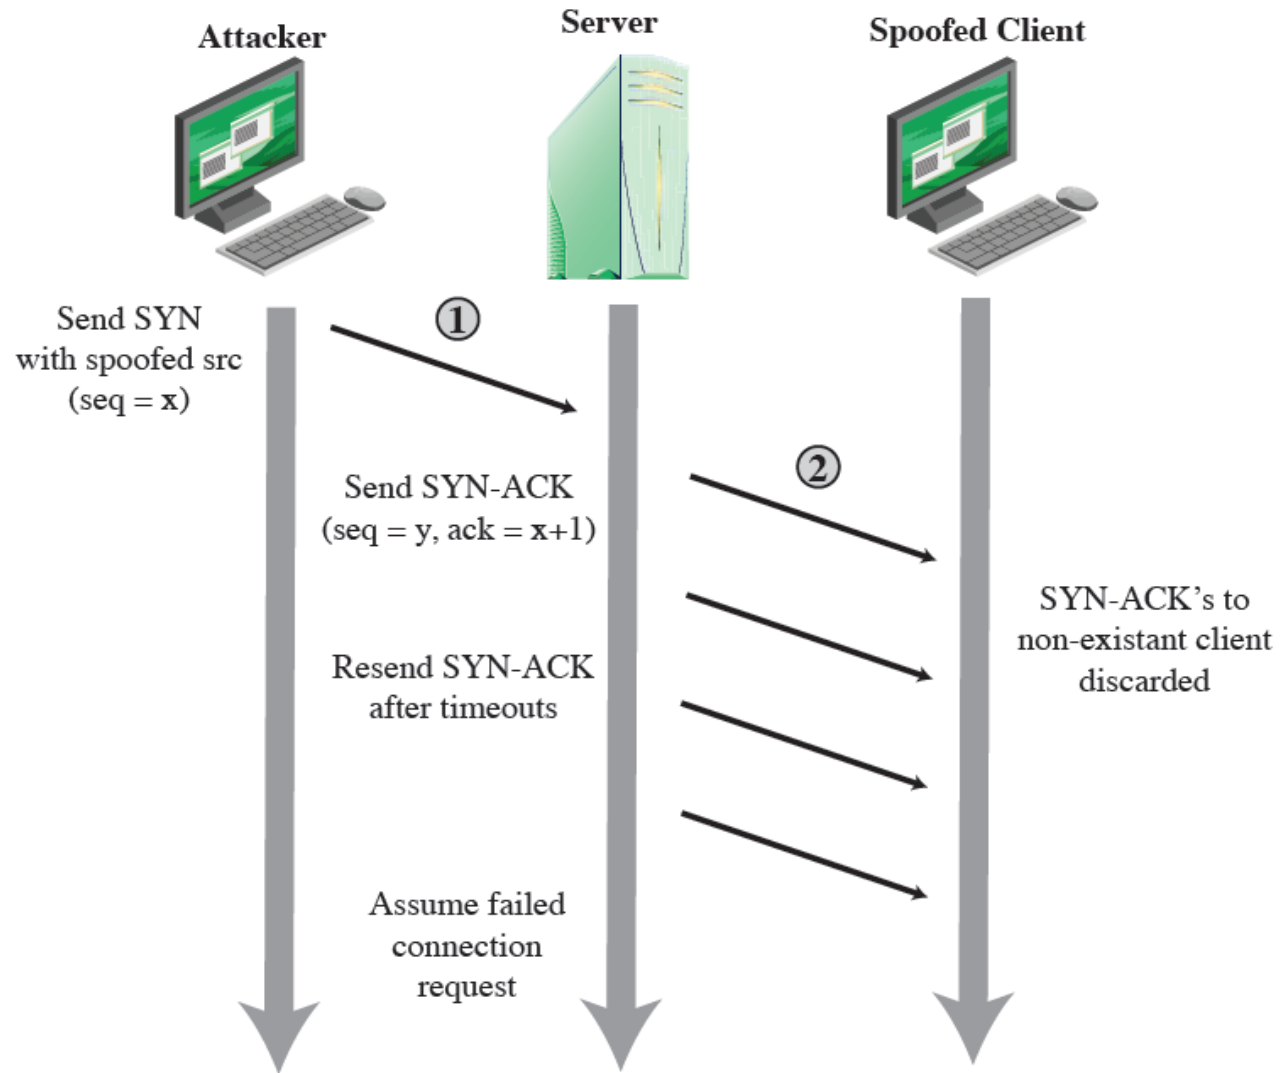 Attacker
Server
Spoofed Client
Send SYN
with spoofed src
(seq = x)
1
Send SYN-ACK
(seq = y, ack = x+1)
2
SYN-ACK’s to
non-existant client
discarded
Resend SYN-ACK
after timeouts
Assume failed
connection
request